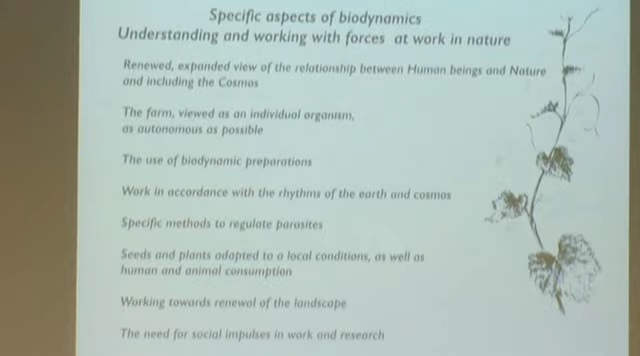 Specific aspects of biodynamics
Understanding and working with forces at work in nature
Renewed, expanded view of the relationship between Human beings and Nature
and including the Cosmos
The farm, viewed as an individual organism,
as autonomous as possible
The use of biodynamic preparations
Work in accordance with the rhythms of the earth and cosmos
Specific methods to regulate parasites
Seeds and plants adapted to a local conditions, as well as
human and animal consumption
Working towards renewal of the landscape
The need for social impulses in work and research